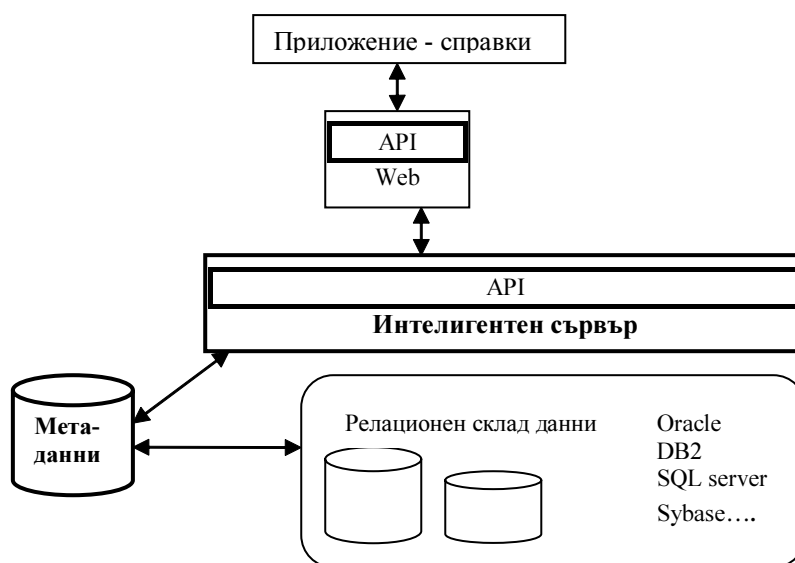 Приложение - справки
API
Web
API
Интелигентен сървър
Мета-
данни
Релационен склад данни
Oracle
DB2
SQL server
Sybase….